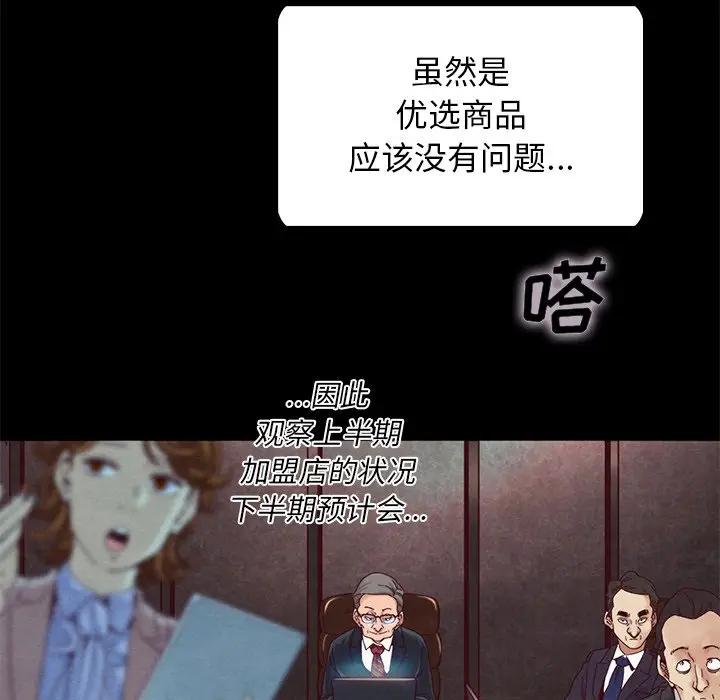 虽然是
优选商品
应该没有问题...
嗒
...因此
观察上半期
加盟店的状况
下半期预计会...